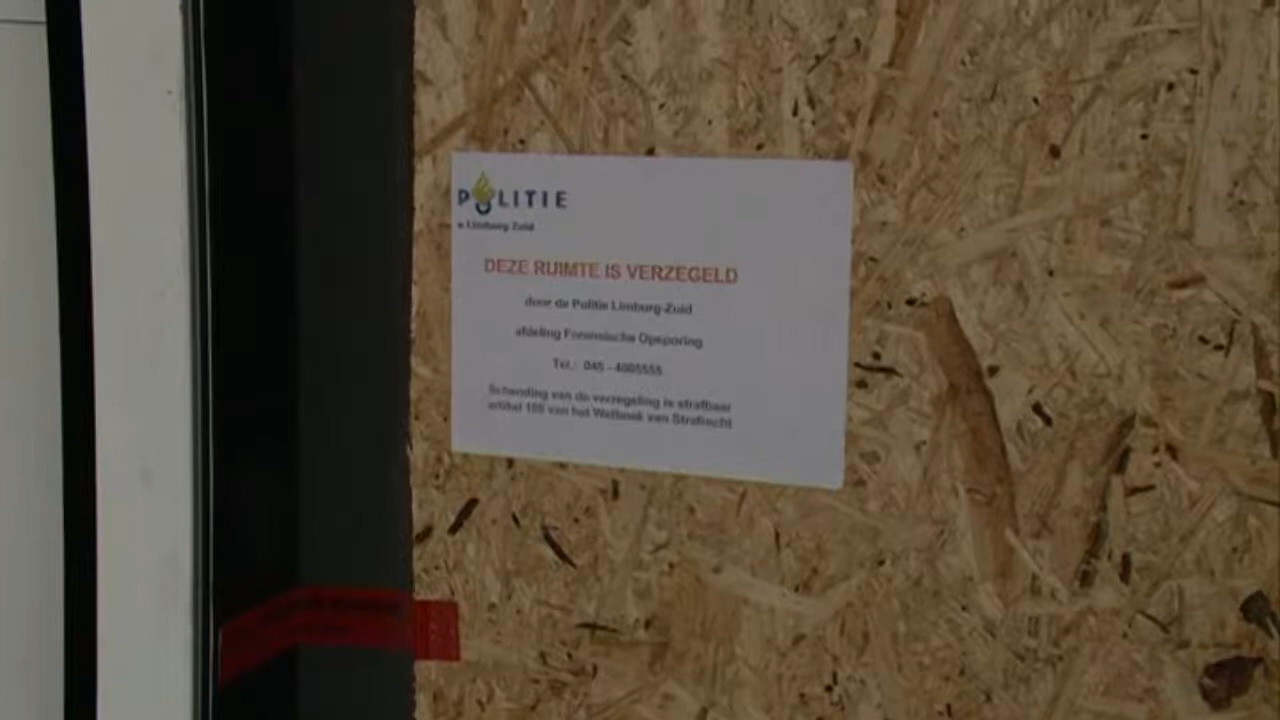 POLITIE
Limburg Zuid
DEZE RUIMTE IS VERZEGELD
door de Politie Limburg-Zuid
afdeling Forensische Opsporing
Tel.: 045 - 4005555
Schending van de verzegeling is strafbaar
artikel 199 van het Wetboek van Strafrecht